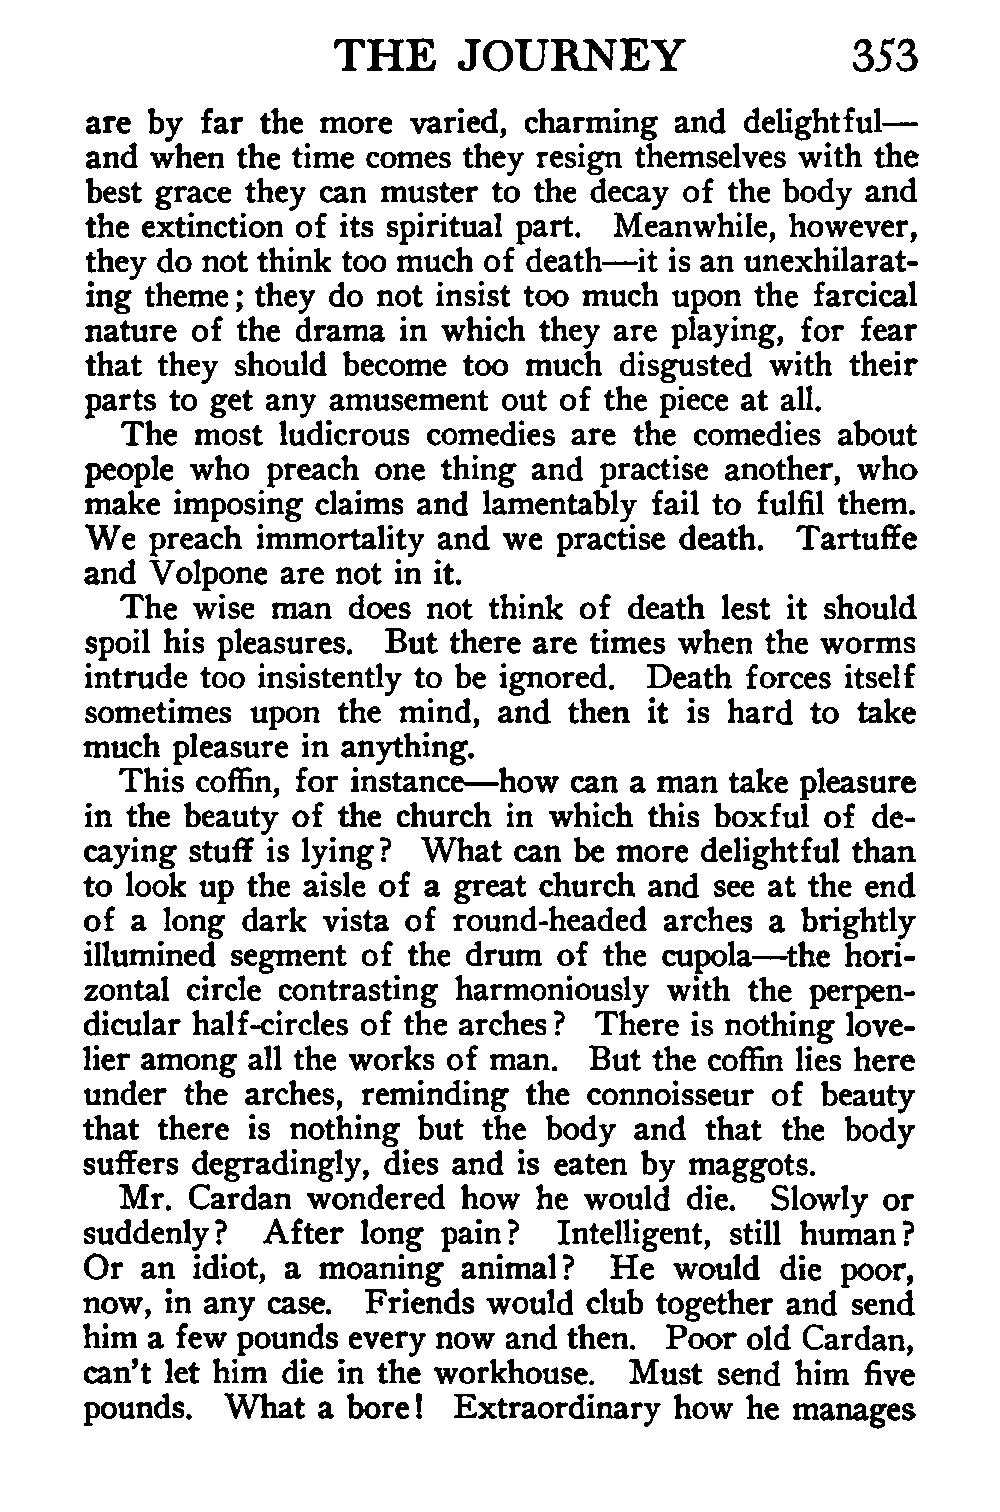 THE JOURNEY 353
are by far the more varied, charming and delightful—
and when the time comes they resign themselves with the
best grace they can muster to the decay of the body and
the extinction of its spiritual part. Meanwhile, however,
they do not think too much of death—it is an unexhilarat-
ing theme; they do not insist too much upon the farcical
nature of the drama in which they are playing, for fear
that they should become too much disgusted with their
parts to get any amusement out of the piece at all.
The most ludicrous comedies are the comedies about
people who preach one thing and practise another, who
make imposing claims and lamentably fail to fulfil them.
We preach immortality and we practise death. Tartuffe
and Volpone are not in it.
The wise man does not think of death lest it should
spoil his pleasures. But there are times when the worms
intrude too insistently to be ignored. Death forces itself
sometimes upon the mind, and then it is hard to take
much pleasure in anything.
This coffin, for instance—how can a man take pleasure
in the beauty of the church in which this boxful of de-
caying stuff is lying? What can be more delightful than
to look up the aisle of a great church and see at the end
of a long dark vista of round-headed arches a brightly
illumined segment of the drum of the cupola—the hori-
zontal circle contrasting harmoniously with the perpen-
dicular half-circles of the arches? There is nothing love-
lier among all the works of man. But the coffin lies here
under the arches, reminding the connoisseur of beauty
that there is nothing but the body and that the body
suffers degradingly, dies and is eaten by maggots.
Mr. Cardan wondered how he would die. Slowly or
suddenly? After long pain? Intelligent, still human?
Or an idiot, a moaning animal? He would die poor,
now, in any case. Friends would club together and send
him a few pounds every now and then. Poor old Cardan,
can't let him die in the workhouse. Must send him five
pounds. What a bore! Extraordinary how he manages